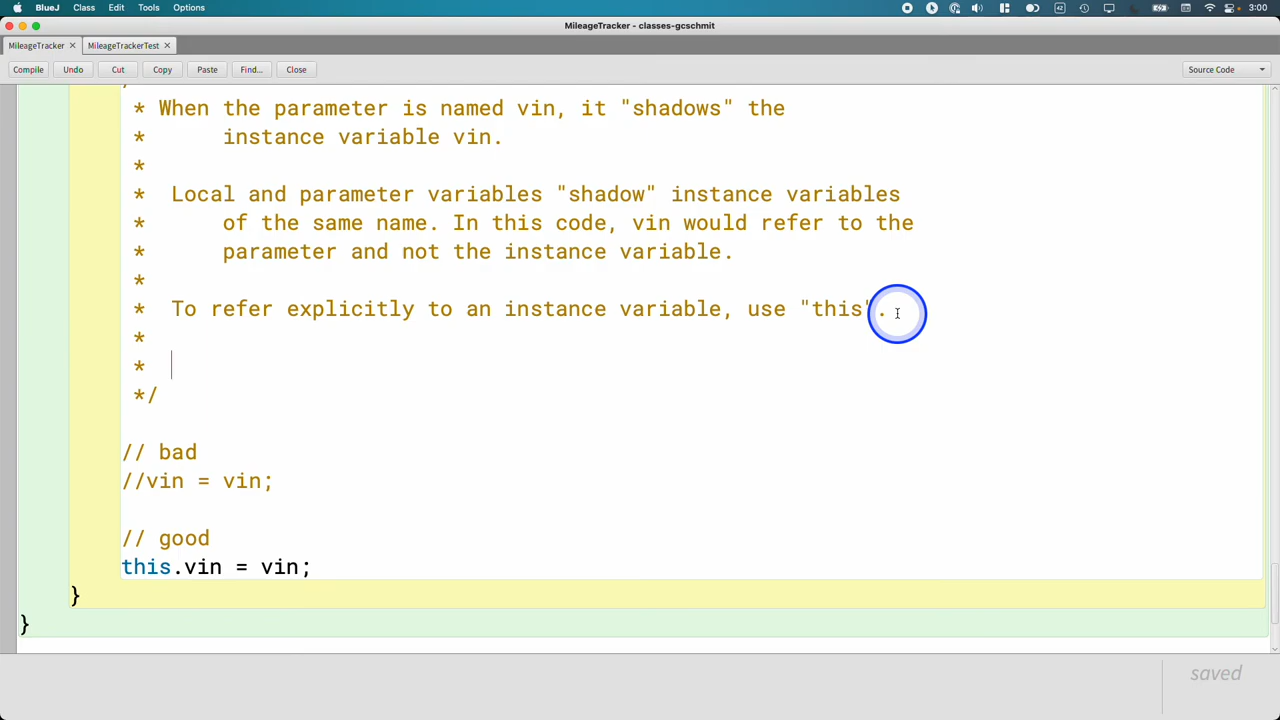 BlueJ Class Edit Tools Options 42 3:00
MileageTracker - classes-gcschmit
MileageTracker × MileageTrackerTest ×
Compile Undo Cut Copy Paste Find... Close Source Code
* When the parameter is named vin, it "shadows" the
* instance variable vin.
*
* Local and parameter variables "shadow" instance variables
* of the same name. In this code, vin would refer to the
* parameter and not the instance variable.
*
* To refer explicitly to an instance variable, use "this".
*
*
*/
// bad
//vin = vin;
// good
this.vin = vin;
}
}
saved